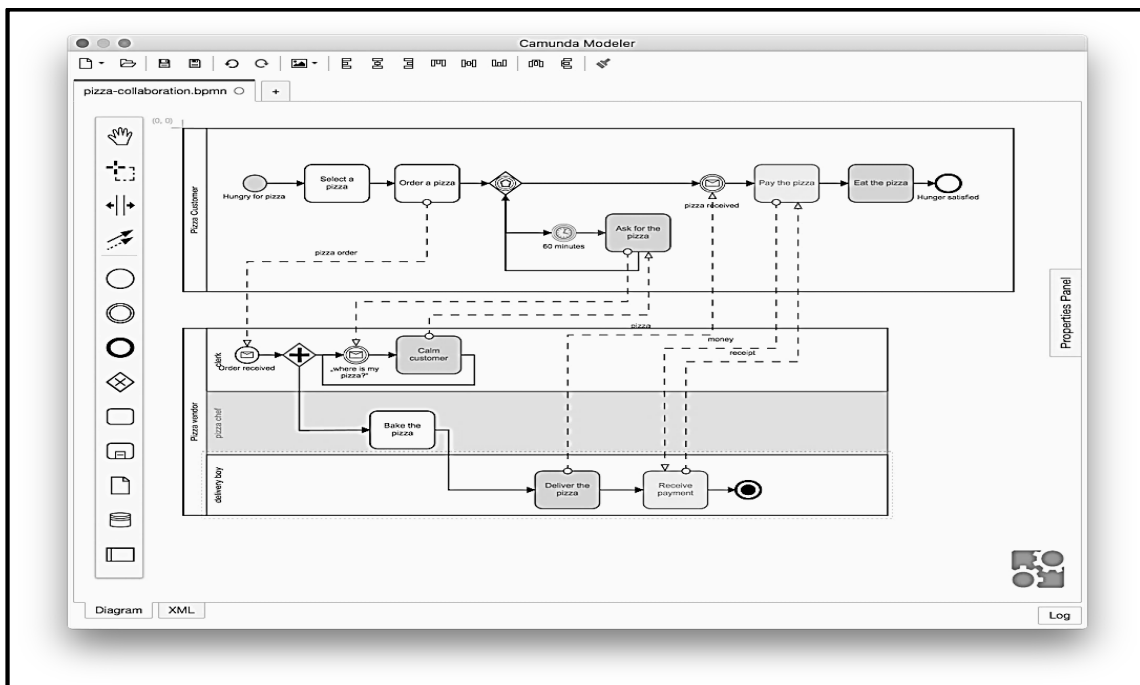 Camunda Modeler
pizza-collaboration.bpmn
+
(0, 0)
Pizza Customer
Hungry for pizza
Select a
pizza
Order a pizza
pizza received
Pay the pizza
Eat the pizza
Hunger satisfied
60 minutes
Ask for the
pizza
pizza order
pizza
money
receipt
Pizza vendor
clerk
Order received
„where is my
pizza?"
Calm
customer
pizza chef
Bake the
pizza
delivery boy
Deliver the
pizza
Receive
payment
Properties Panel
Diagram
XML
Log